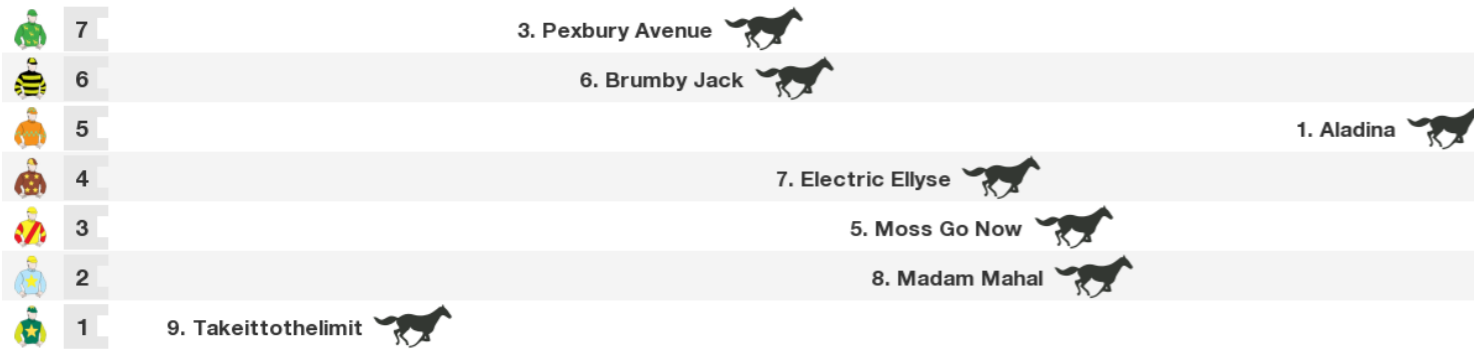 7 3. Pexbury Avenue
6 6. Brumby Jack
5 1. Aladina
4 7. Electric Ellyse
3 5. Moss Go Now
2 8. Madam Mahal
1 9. Takeittothelimit